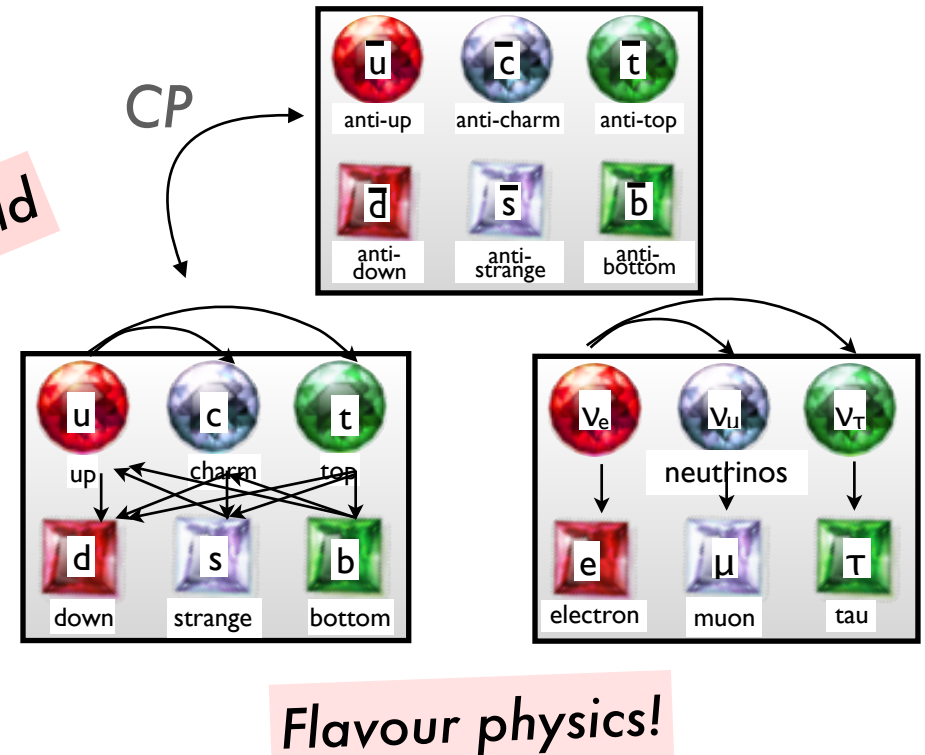 ū c̄ t̄
anti-up anti-charm anti-top
CP
d̄ s̄ b̄
anti-down anti-strange anti-bottom
u c t
up charm top
d s b
down strange bottom
νe νμ ντ
neutrinos
e μ τ
electron muon tau
Flavour physics!